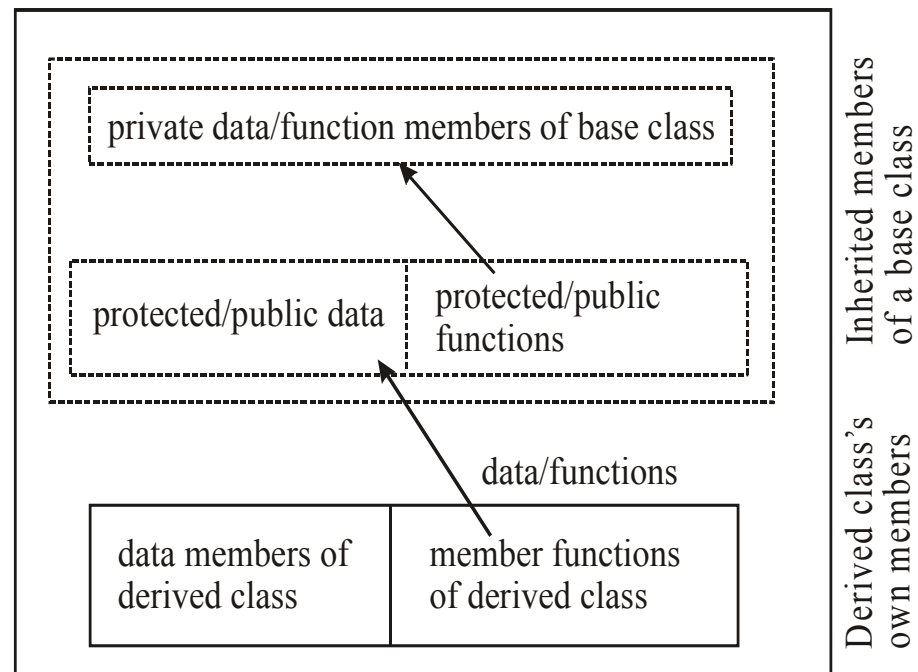 private data/function members of base class
protected/public data
protected/public
functions
data/functions
data members of
derived class
member functions
of derived class
Inherited members
of a base class
Derived class’s
own members